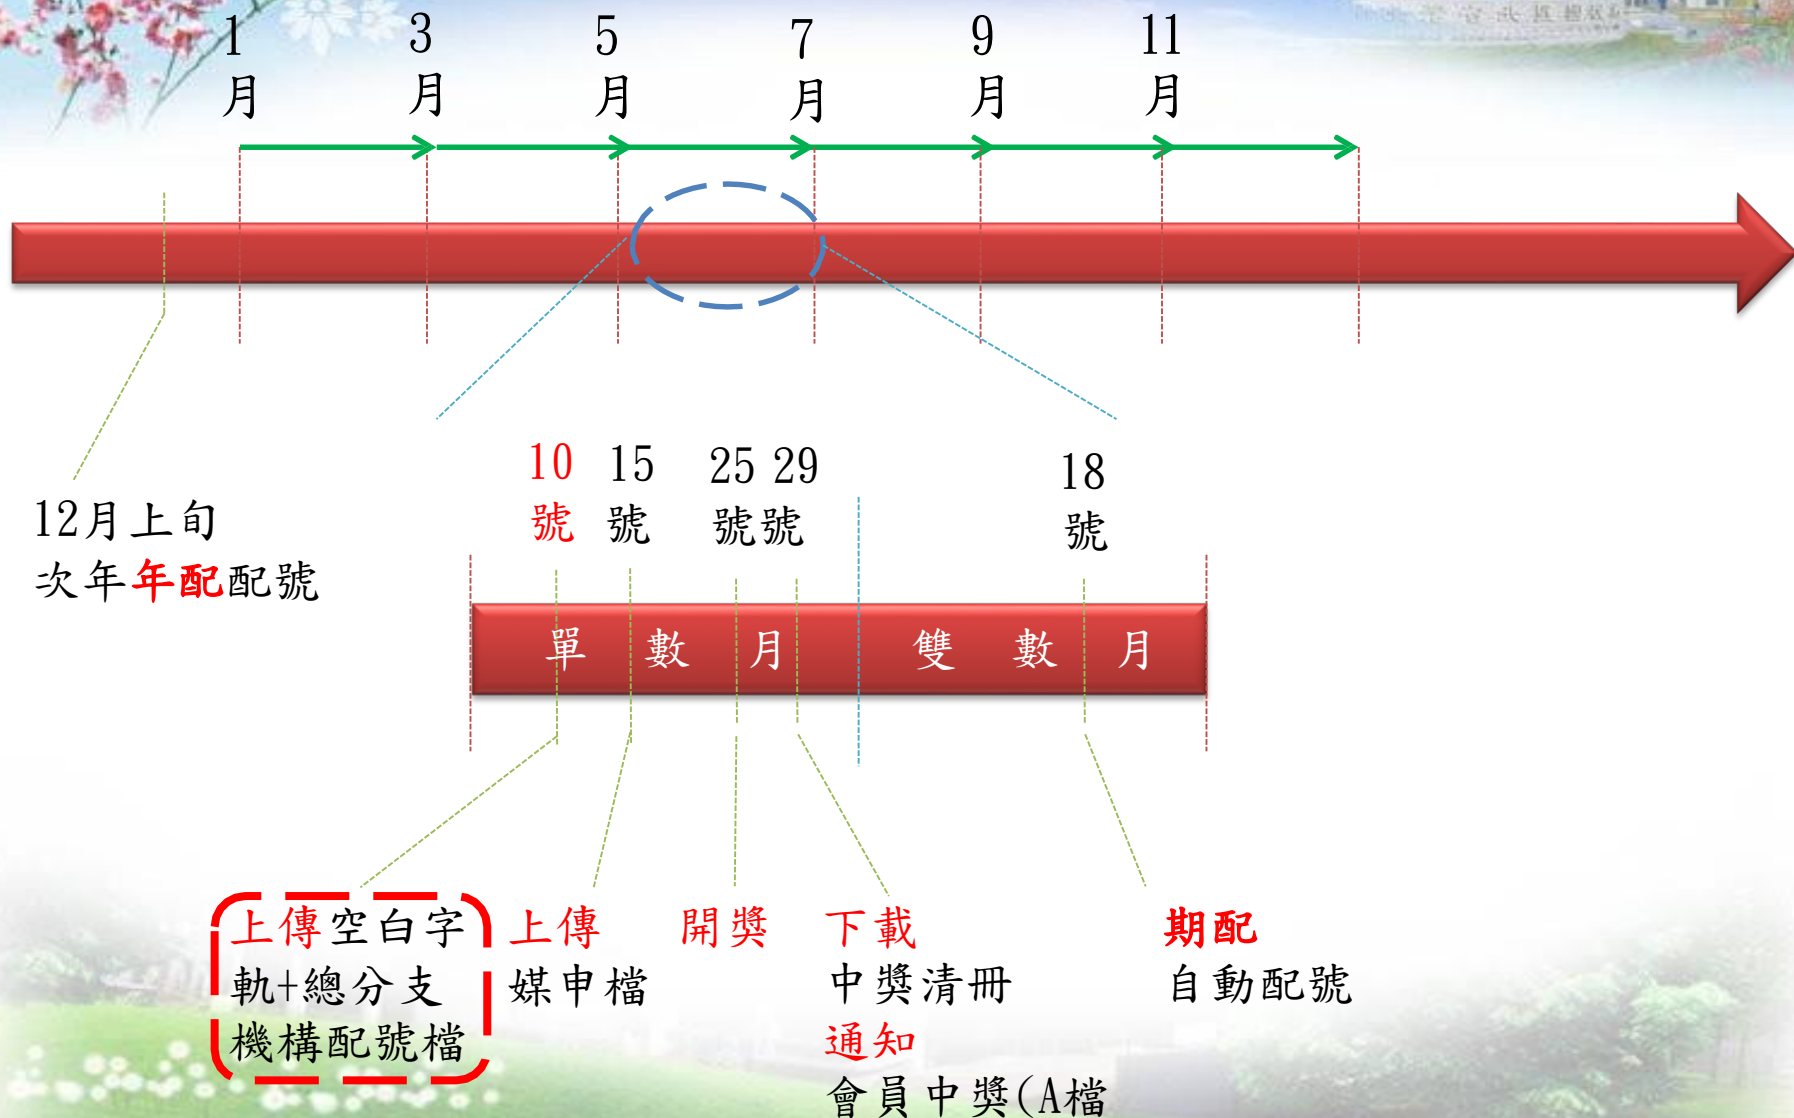 1
月
3
月
5
月
7
月
9
月
11
月
12月上旬
次年年配配號
10
號
15
號
25
號
29
號
18
號
單數月
雙數月
上傳空白字
軌+總分支
機構配號檔
上傳
媒申檔
開獎
下載
中獎清冊
通知
會員中獎(A檔
期配
自動配號